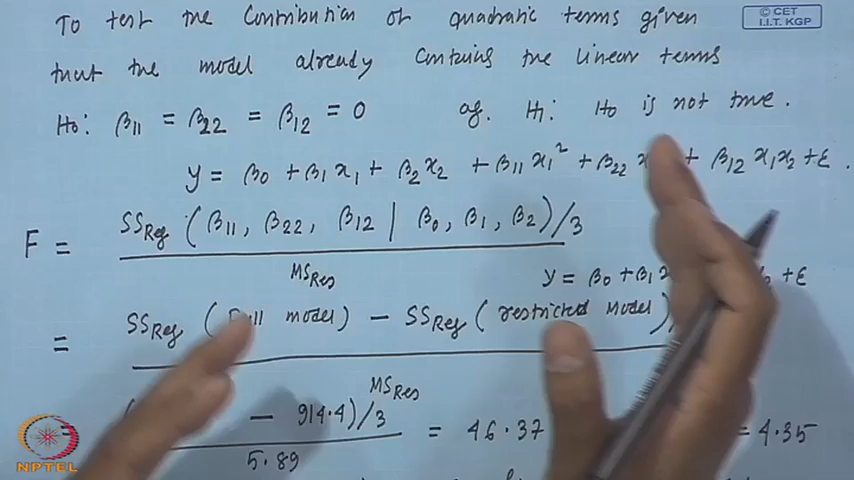 To test the Contribution of quadratic terms given
© CET
I.I.T. KGP
that the model already Contains the linear terms
H0: β11 = β22 = β12 = 0 ag. H1: H0 is not true.
y = β0 + β1 x1 + β2 x2 + β11 x1² + β22 x + β12 x1 x2 + ε.
F = SSReg (β11, β22, β12 | β0, β1, β2)/3
MSRes
y = β0 + β1 + ε
= SSReg ( model) - SSReg (restricted Model)
MSRes
- 914.4)/3
5.89
= 46.37 = 4.35
NPTEL